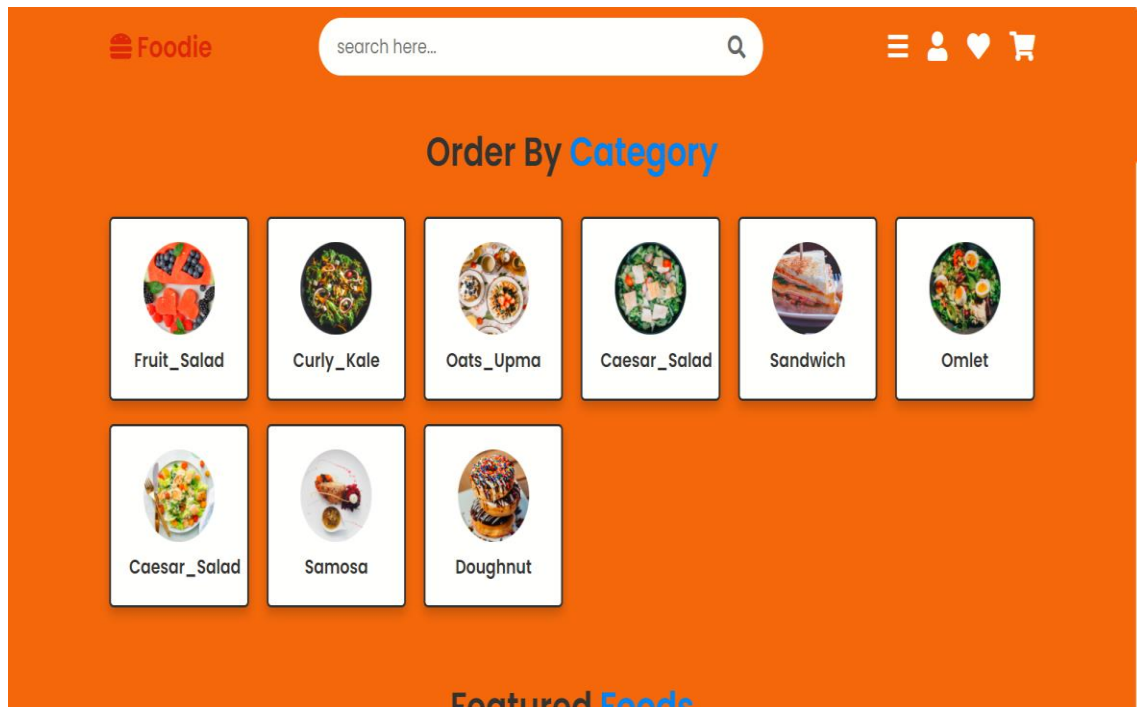 Foodie
search here...
Order By Category
Fruit_Salad
Curly_Kale
Oats_Upma
Caesar_Salad
Sandwich
Omlet
Caesar_Salad
Samosa
Doughnut
Featured Foods